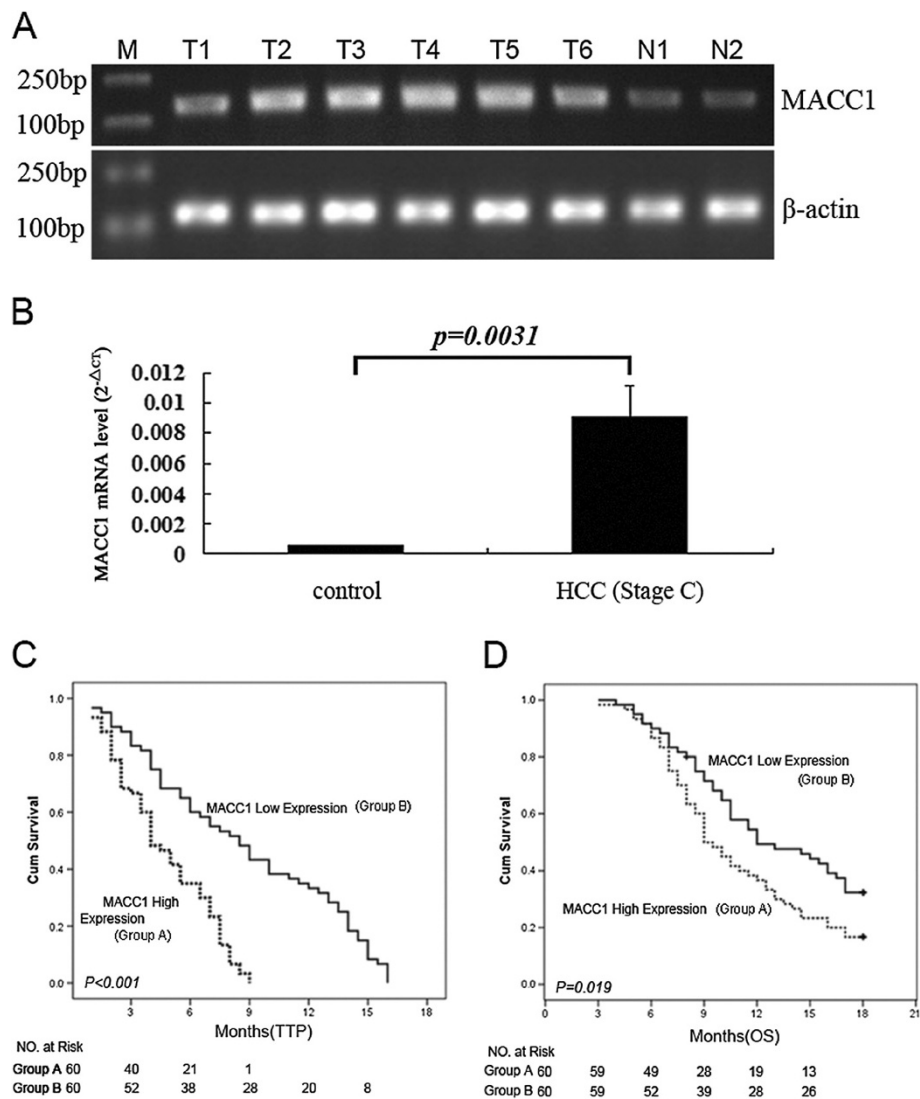 A
M T1 T2 T3 T4 T5 T6 N1 N2
250bp
100bp
MACC1
250bp
100bp
β-actin
B
p=0.0031
MACC1 mRNA level (2-ΔCT)
0.012
0.01
0.008
0.006
0.004
0.002
0
control HCC (Stage C)
C
Cum Survival
1.0
0.8
0.6
0.4
0.2
0.0
MACC1 Low Expression (Group B)
MACC1 High
Expression
(Group A)
P<0.001
3 6 9 12 15 18
Months(TTP)
NO. at Risk
Group A 60 40 21 1
Group B 60 52 38 28 20 8
D
Cum Survival
1.0
0.8
0.6
0.4
0.2
0.0
MACC1 Low Expression
(Group B)
MACC1 High Expression (Group A)
P=0.019
0 3 6 9 12 15 18 21
Months(OS)
NO. at Risk
Group A 60 59 49 28 19 13
Group B 60 59 52 39 28 26